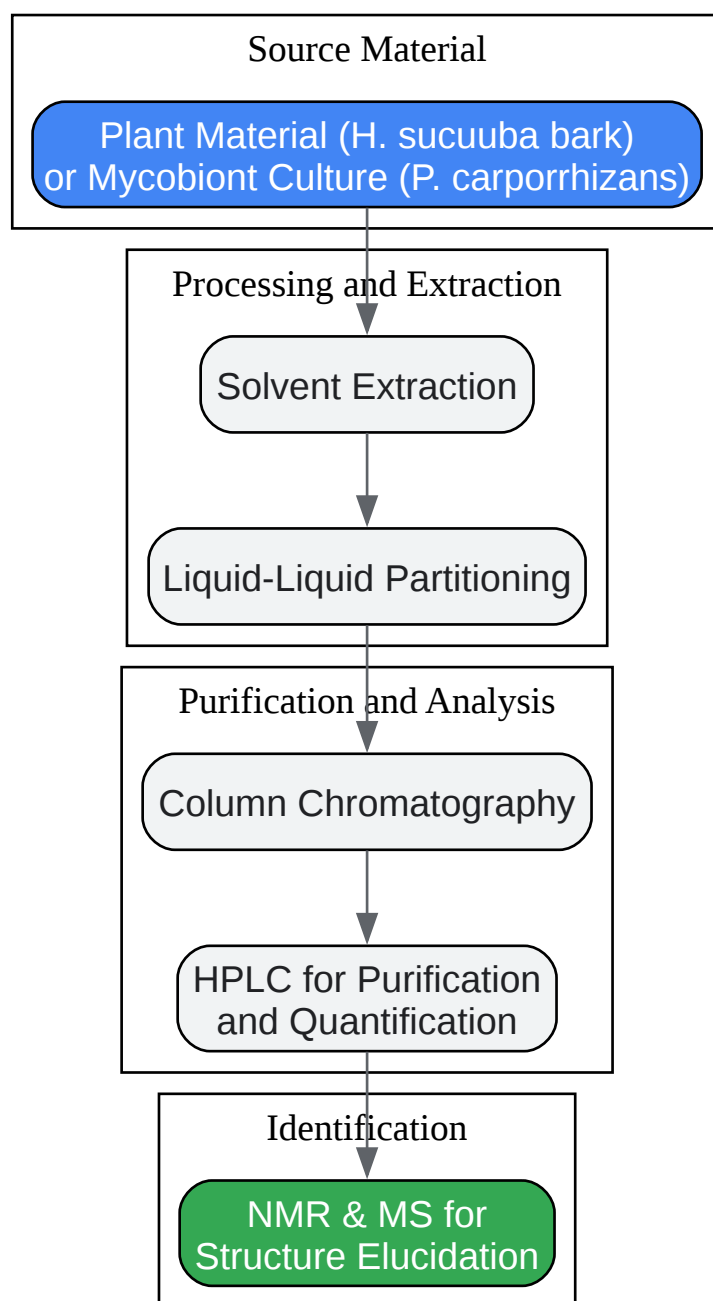 Source Material
Plant Material (H. sucuuba bark)
or Mycobiont Culture (P. carporrhizans)
Processing and Extraction
Solvent Extraction
Liquid-Liquid Partitioning
Purification and Analysis
Column Chromatography
HPLC for Purification
and Quantification
Identification
NMR & MS for
Structure Elucidation